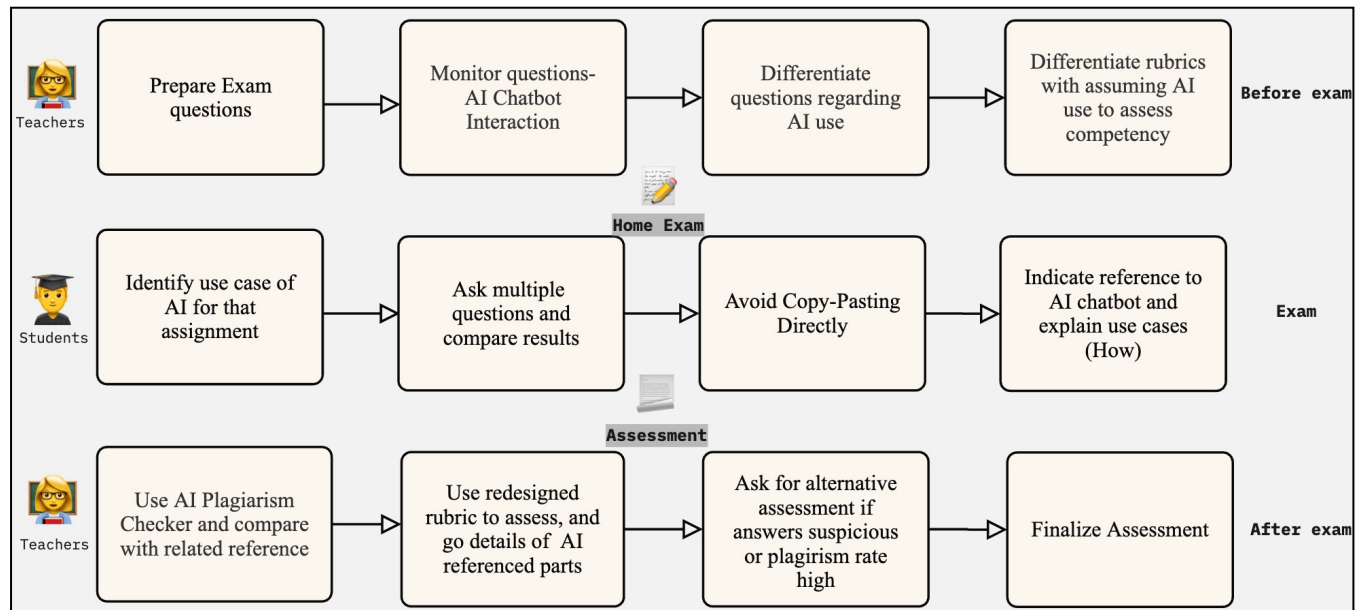 Teachers
Prepare Exam
questions
Monitor questions-
AI Chatbot
Interaction
Differentiate
questions regarding
AI use
Differentiate rubrics
with assuming AI
use to assess
competency
Before exam
Home Exam
Students
Identify use case of
AI for that
assignment
Ask multiple
questions and
compare results
Avoid Copy-Pasting
Directly
Indicate reference to
AI chatbot and
explain use cases
(How)
Exam
Assessment
Teachers
Use AI Plagiarism
Checker and compare
with related reference
Use redesigned
rubric to assess, and
go details of AI
referenced parts
Ask for alternative
assessment if
answers suspicious
or plagirism rate
high
Finalize Assessment
After exam